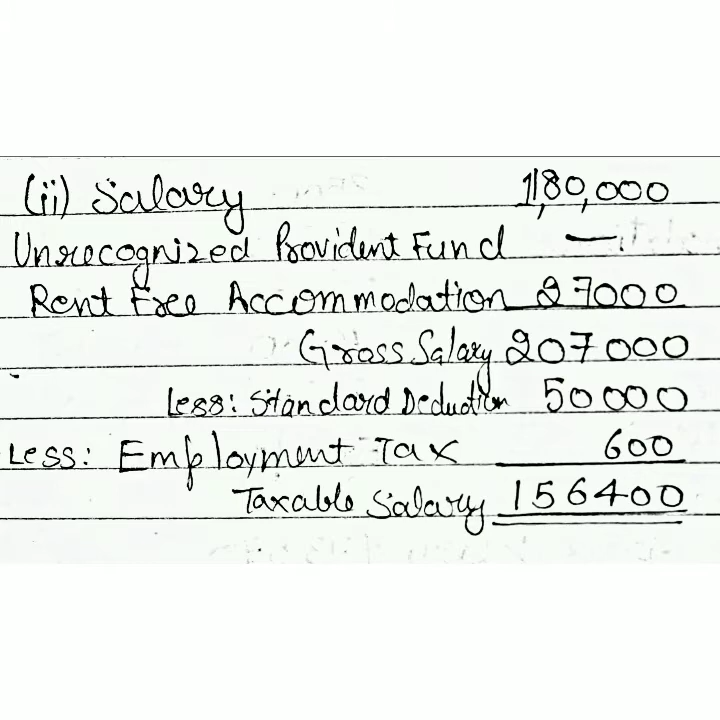 (ii) Salary 1,80,000
Unrecognized Provident Fund —
Rent Free Accommodation 27000
Gross Salary 207000
Less: Standard Deduction 50000
Less: Employment Tax 600
Taxable Salary 156400